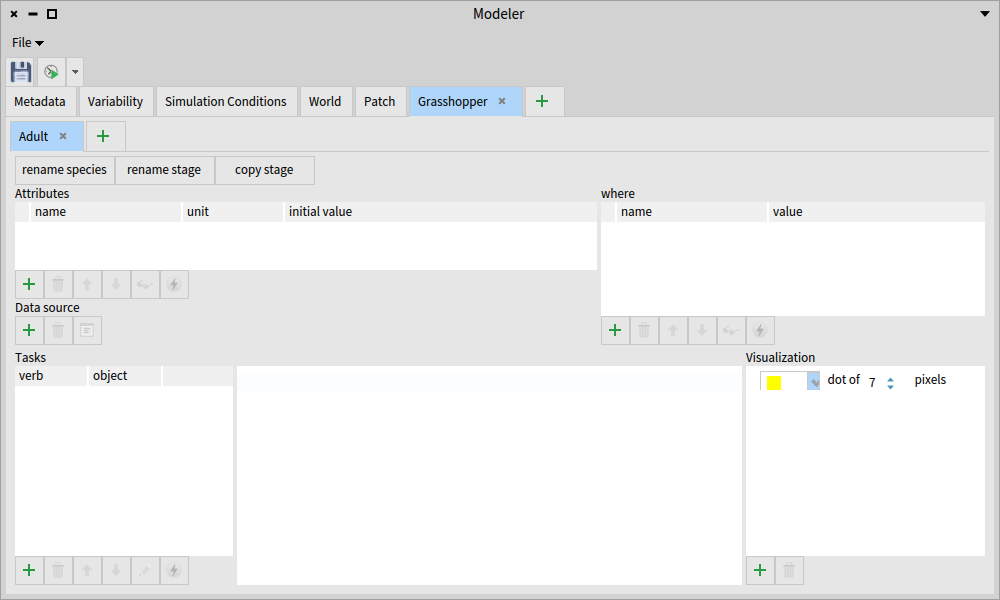 Modeler
File
Metadata Variability Simulation Conditions World Patch Grasshopper
Adult
rename species rename stage copy stage
Attributes
name unit initial value
where
name value
Data source
Tasks
verb object
Visualization
dot of 7 pixels